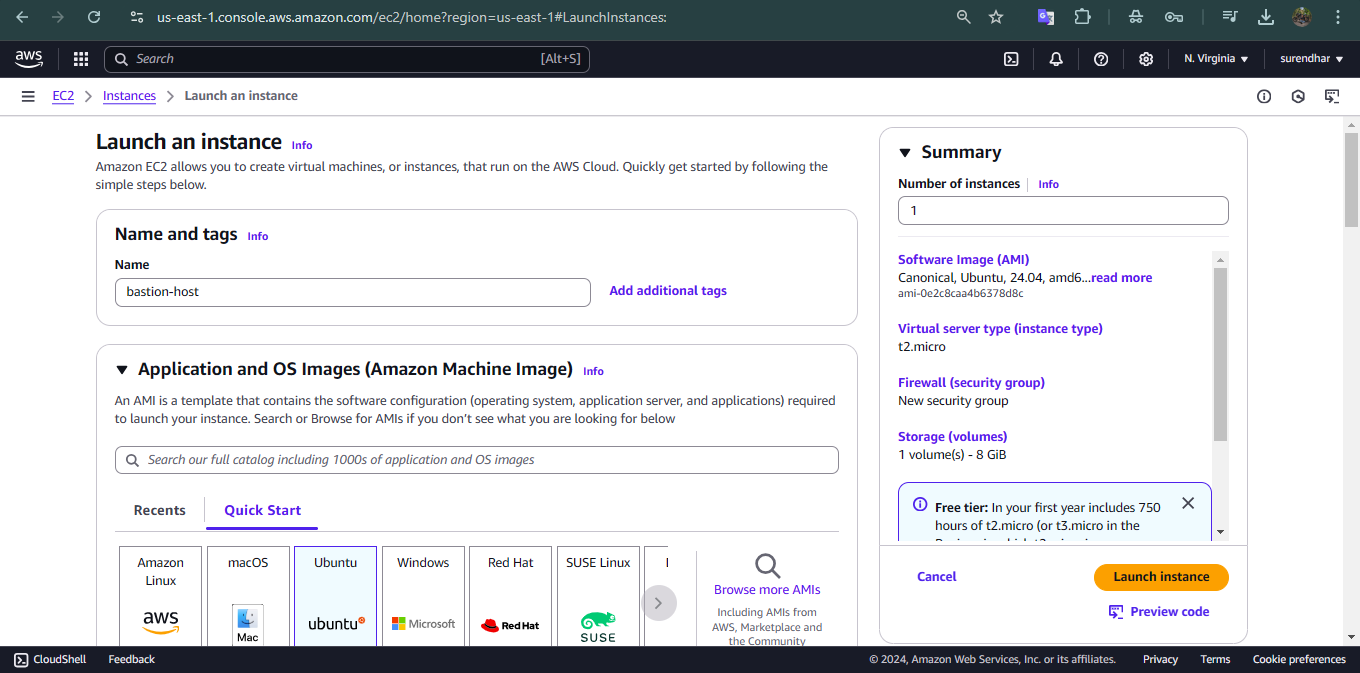 us-east-1.console.aws.amazon.com/ec2/home?region=us-east-1#LaunchInstances:
aws
Search
[Alt+S]
N. Virginia
surendhar
EC2
Instances
Launch an instance
Launch an instance Info
Amazon EC2 allows you to create virtual machines, or instances, that run on the AWS Cloud. Quickly get started by following the
simple steps below.
Name and tags Info
Name
bastion-host
Add additional tags
Application and OS Images (Amazon Machine Image) Info
An AMI is a template that contains the software configuration (operating system, application server, and applications) required
to launch your instance. Search or Browse for AMIs if you don't see what you are looking for below
Search our full catalog including 1000s of application and OS images
Recents
Quick Start
Amazon
Linux
aws
macOS
Mac
Ubuntu
ubuntu
Windows
Microsoft
Red Hat
Red Hat
SUSE Linux
SUSE
Browse more AMIs
Including AMIs from
AWS, Marketplace and
the Community
Summary
Number of instances
Info
1
Software Image (AMI)
Canonical, Ubuntu, 24.04, amd6...read more
ami-0e2c8caa4b6378d8c
Virtual server type (instance type)
t2.micro
Firewall (security group)
New security group
Storage (volumes)
1 volume(s) - 8 GiB
Free tier: In your first year includes 750
hours of t2.micro (or t3.micro in the
Cancel
Launch instance
Preview code
CloudShell
Feedback
© 2024, Amazon Web Services, Inc. or its affiliates.
Privacy
Terms
Cookie preferences